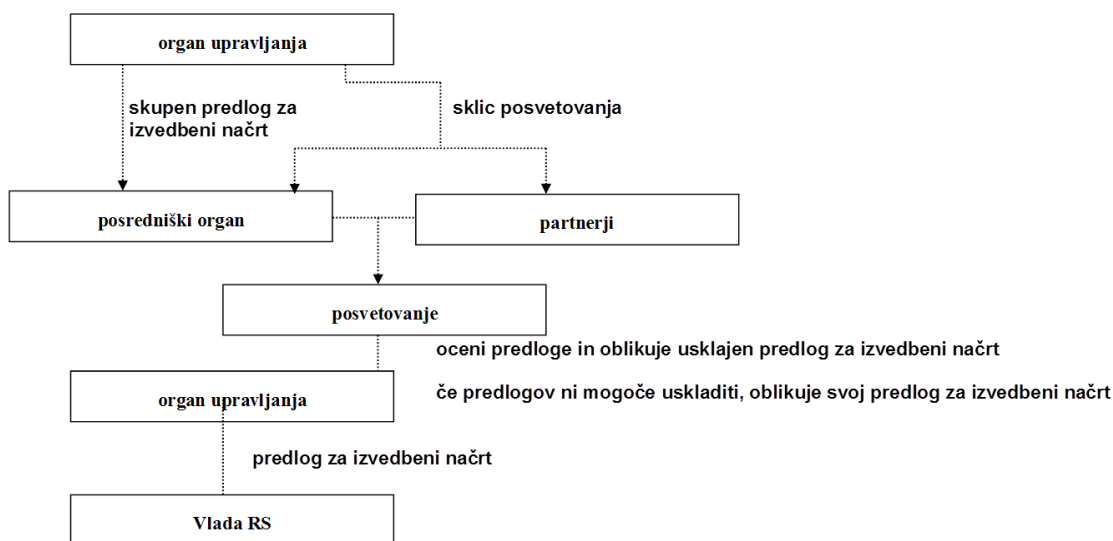 organ upravljanja
skupen predlog za
izvedbeni načrt
sklic posvetovanja
posredniški organ
partnerji
posvetovanje
oceni predloge in oblikuje usklajen predlog za izvedbeni načrt
organ upravljanja
če predlogov ni mogoče uskladiti, oblikuje svoj predlog za izvedbeni načrt
predlog za izvedbeni načrt
Vlada RS